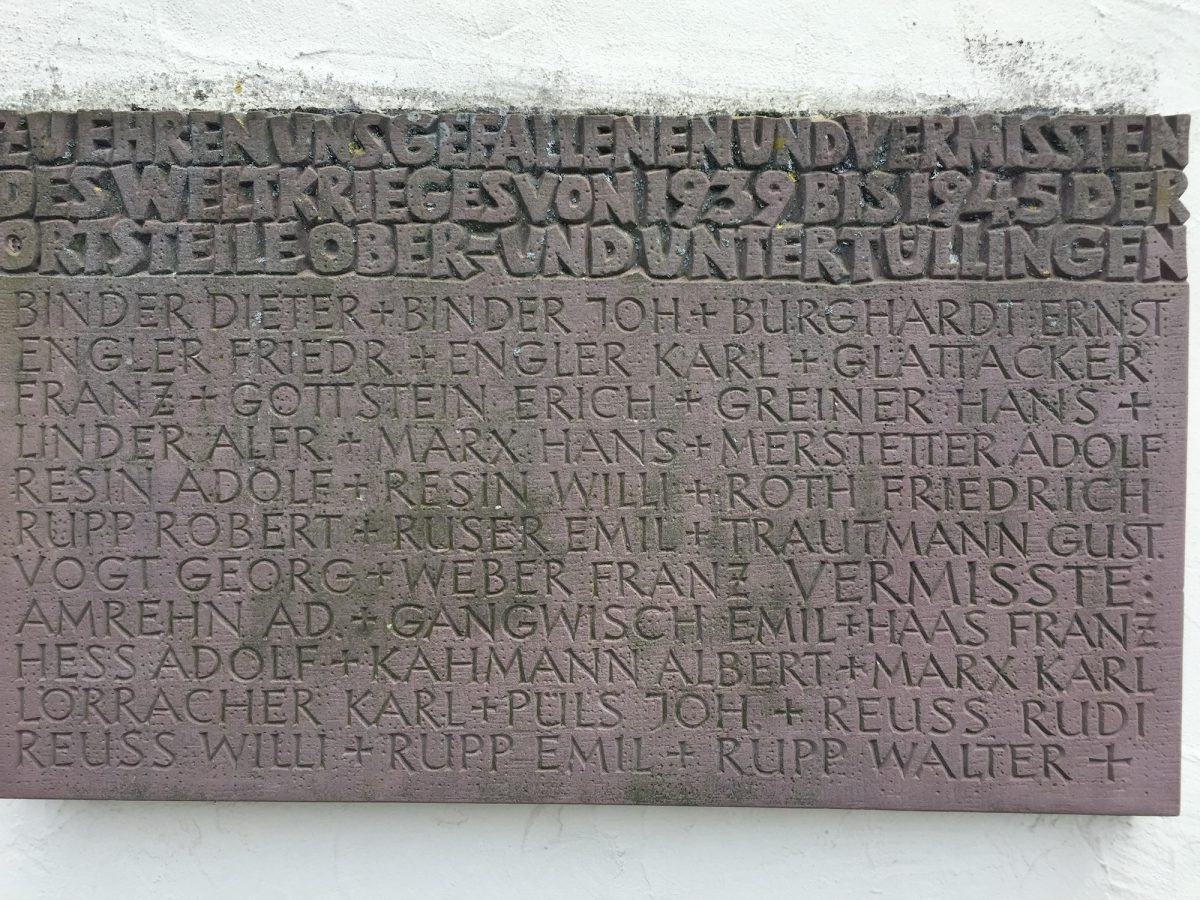 ZU EHREN UNS. GEFALLENEN UND VERMISSTEN
DES WELTKRIEGES VON 1939 BIS 1945 DER
ORTSTEILE OBER- UND UNTERTÜLLINGEN
BINDER DIETER + BINDER JOH. + BURGHARDT ERNST
ENGLER FRIEDR. + ENGLER KARL + GLATTACKER
FRANZ + GOTTSTEIN ERICH + GREINER HANS +
LINDER ALFR. + MARX HANS + MERSTETTER ADOLF
RESIN ADOLF + RESIN WILLI + ROTH FRIEDRICH
RUPP ROBERT + RUSER EMIL + TRAUTMANN GUST.
VOGT GEORG + WEBER FRANZ VERMISSTE:
AMREHN AD. + GANGWISCH EMIL + HAAS FRANZ
HESS ADOLF + KAHMANN ALBERT + MARX KARL
LÖRRACHER KARL + PÜLS JOH. + REUSS RUDI
REUSS WILLI + RUPP EMIL + RUPP WALTER +